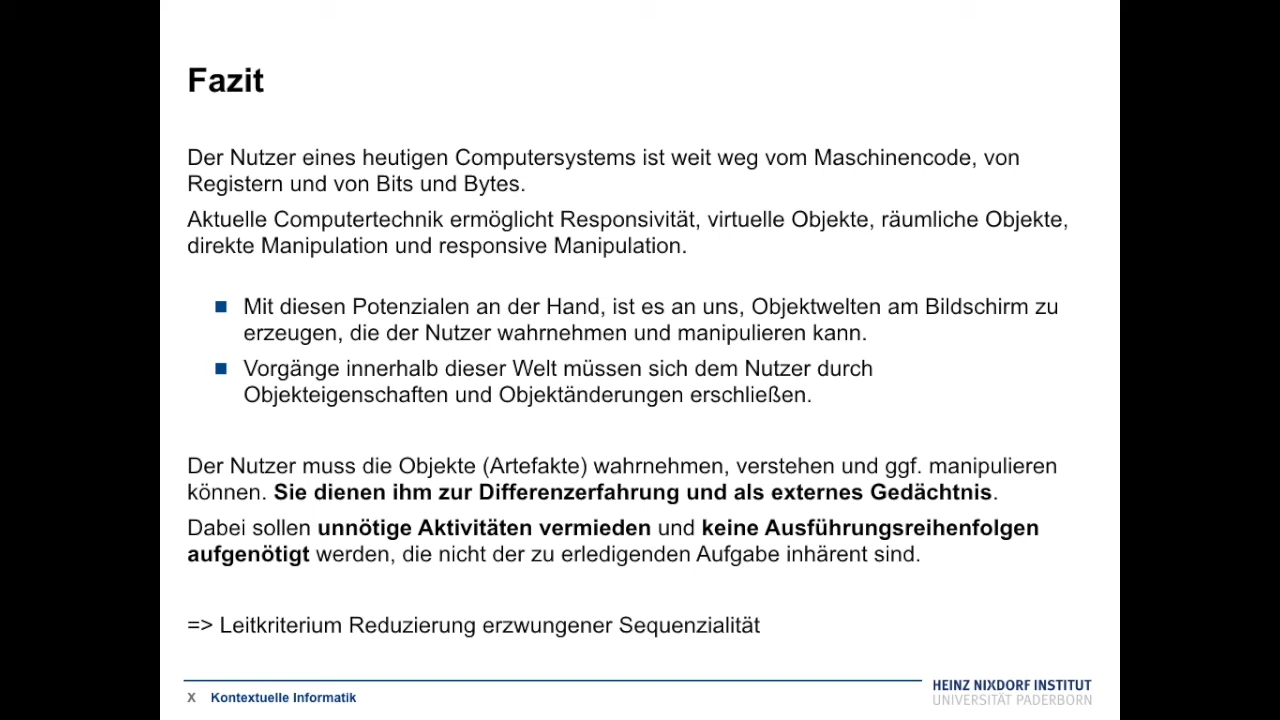 Fazit
Der Nutzer eines heutigen Computersystems ist weit weg vom Maschinencode, von
Registern und von Bits und Bytes.
Aktuelle Computertechnik ermöglicht Responsivität, virtuelle Objekte, räumliche Objekte,
direkte Manipulation und responsive Manipulation.
Mit diesen Potenzialen an der Hand, ist es an uns, Objektwelten am Bildschirm zu
erzeugen, die der Nutzer wahrnehmen und manipulieren kann.
Vorgänge innerhalb dieser Welt müssen sich dem Nutzer durch
Objekteigenschaften und Objektänderungen erschließen.
Der Nutzer muss die Objekte (Artefakte) wahrnehmen, verstehen und ggf. manipulieren
können. Sie dienen ihm zur Differenzerfahrung und als externes Gedächtnis.
Dabei sollen unnötige Aktivitäten vermieden und keine Ausführungsreihenfolgen
aufgenötigt werden, die nicht der zu erledigenden Aufgabe inhärent sind.
=> Leitkriterium Reduzierung erzwungener Sequenzialität
X Kontextuelle Informatik
HEINZ NIXDORF INSTITUT
UNIVERSITÄT PADERBORN